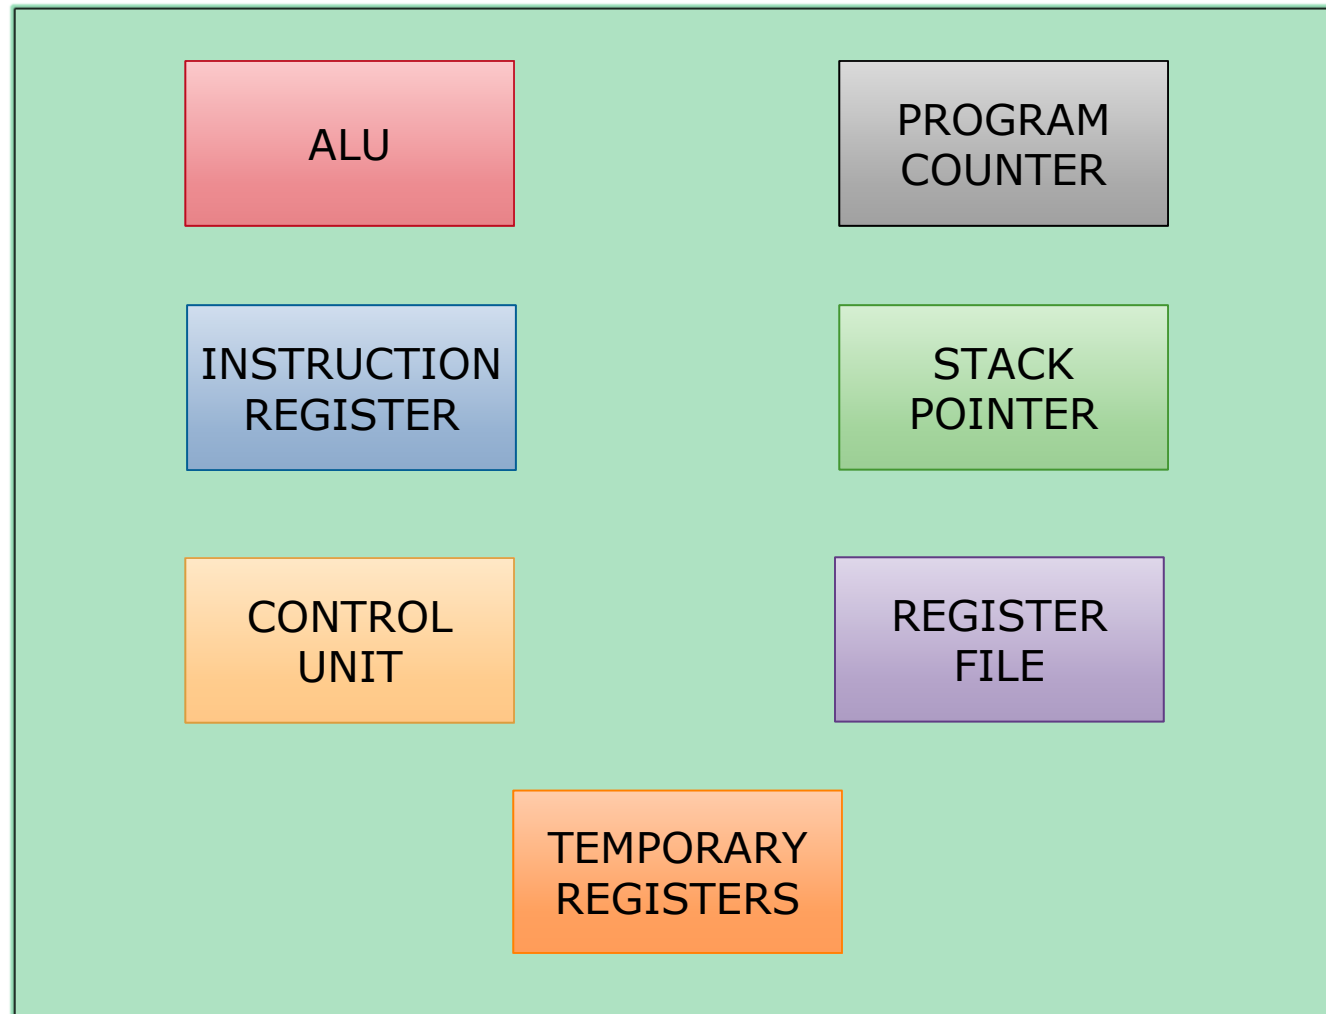 ALU
PROGRAM
COUNTER
INSTRUCTION
REGISTER
STACK
POINTER
CONTROL
UNIT
REGISTER
FILE
TEMPORARY
REGISTERS